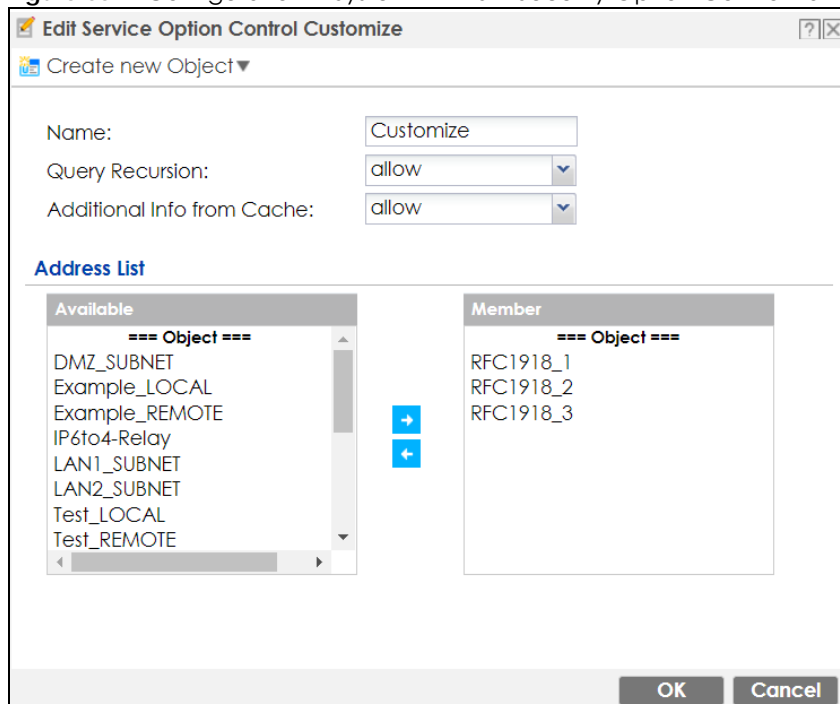 Edit Service Option Control Customize
Create new Object
Name: Customize
Query Recursion: allow
Additional Info from Cache: allow
Address List
Available
=== Object ===
DMZ_SUBNET
Example_LOCAL
Example_REMOTE
IP6to4-Relay
LAN1_SUBNET
LAN2_SUBNET
Test_LOCAL
Test_REMOTE
Member
=== Object ===
RFC1918_1
RFC1918_2
RFC1918_3
OK Cancel